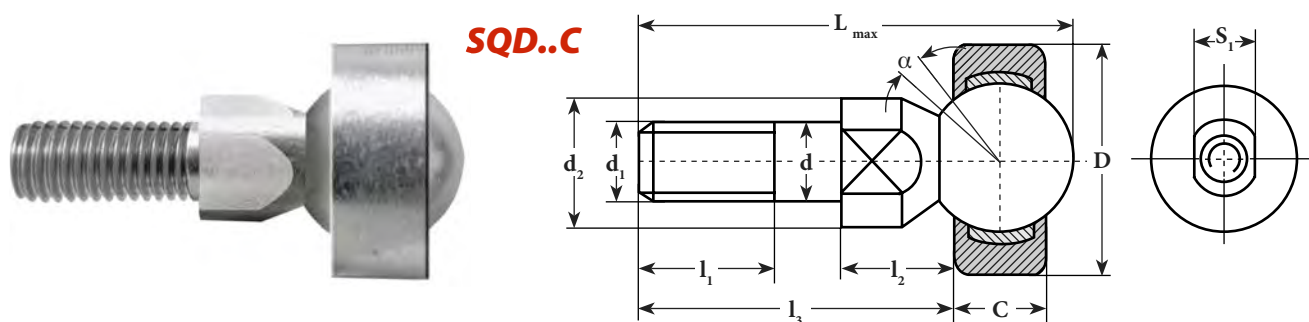 SQD..C
L max
α
S₁
d₂
d₁
d
D
l₁
l₂
l₃
C